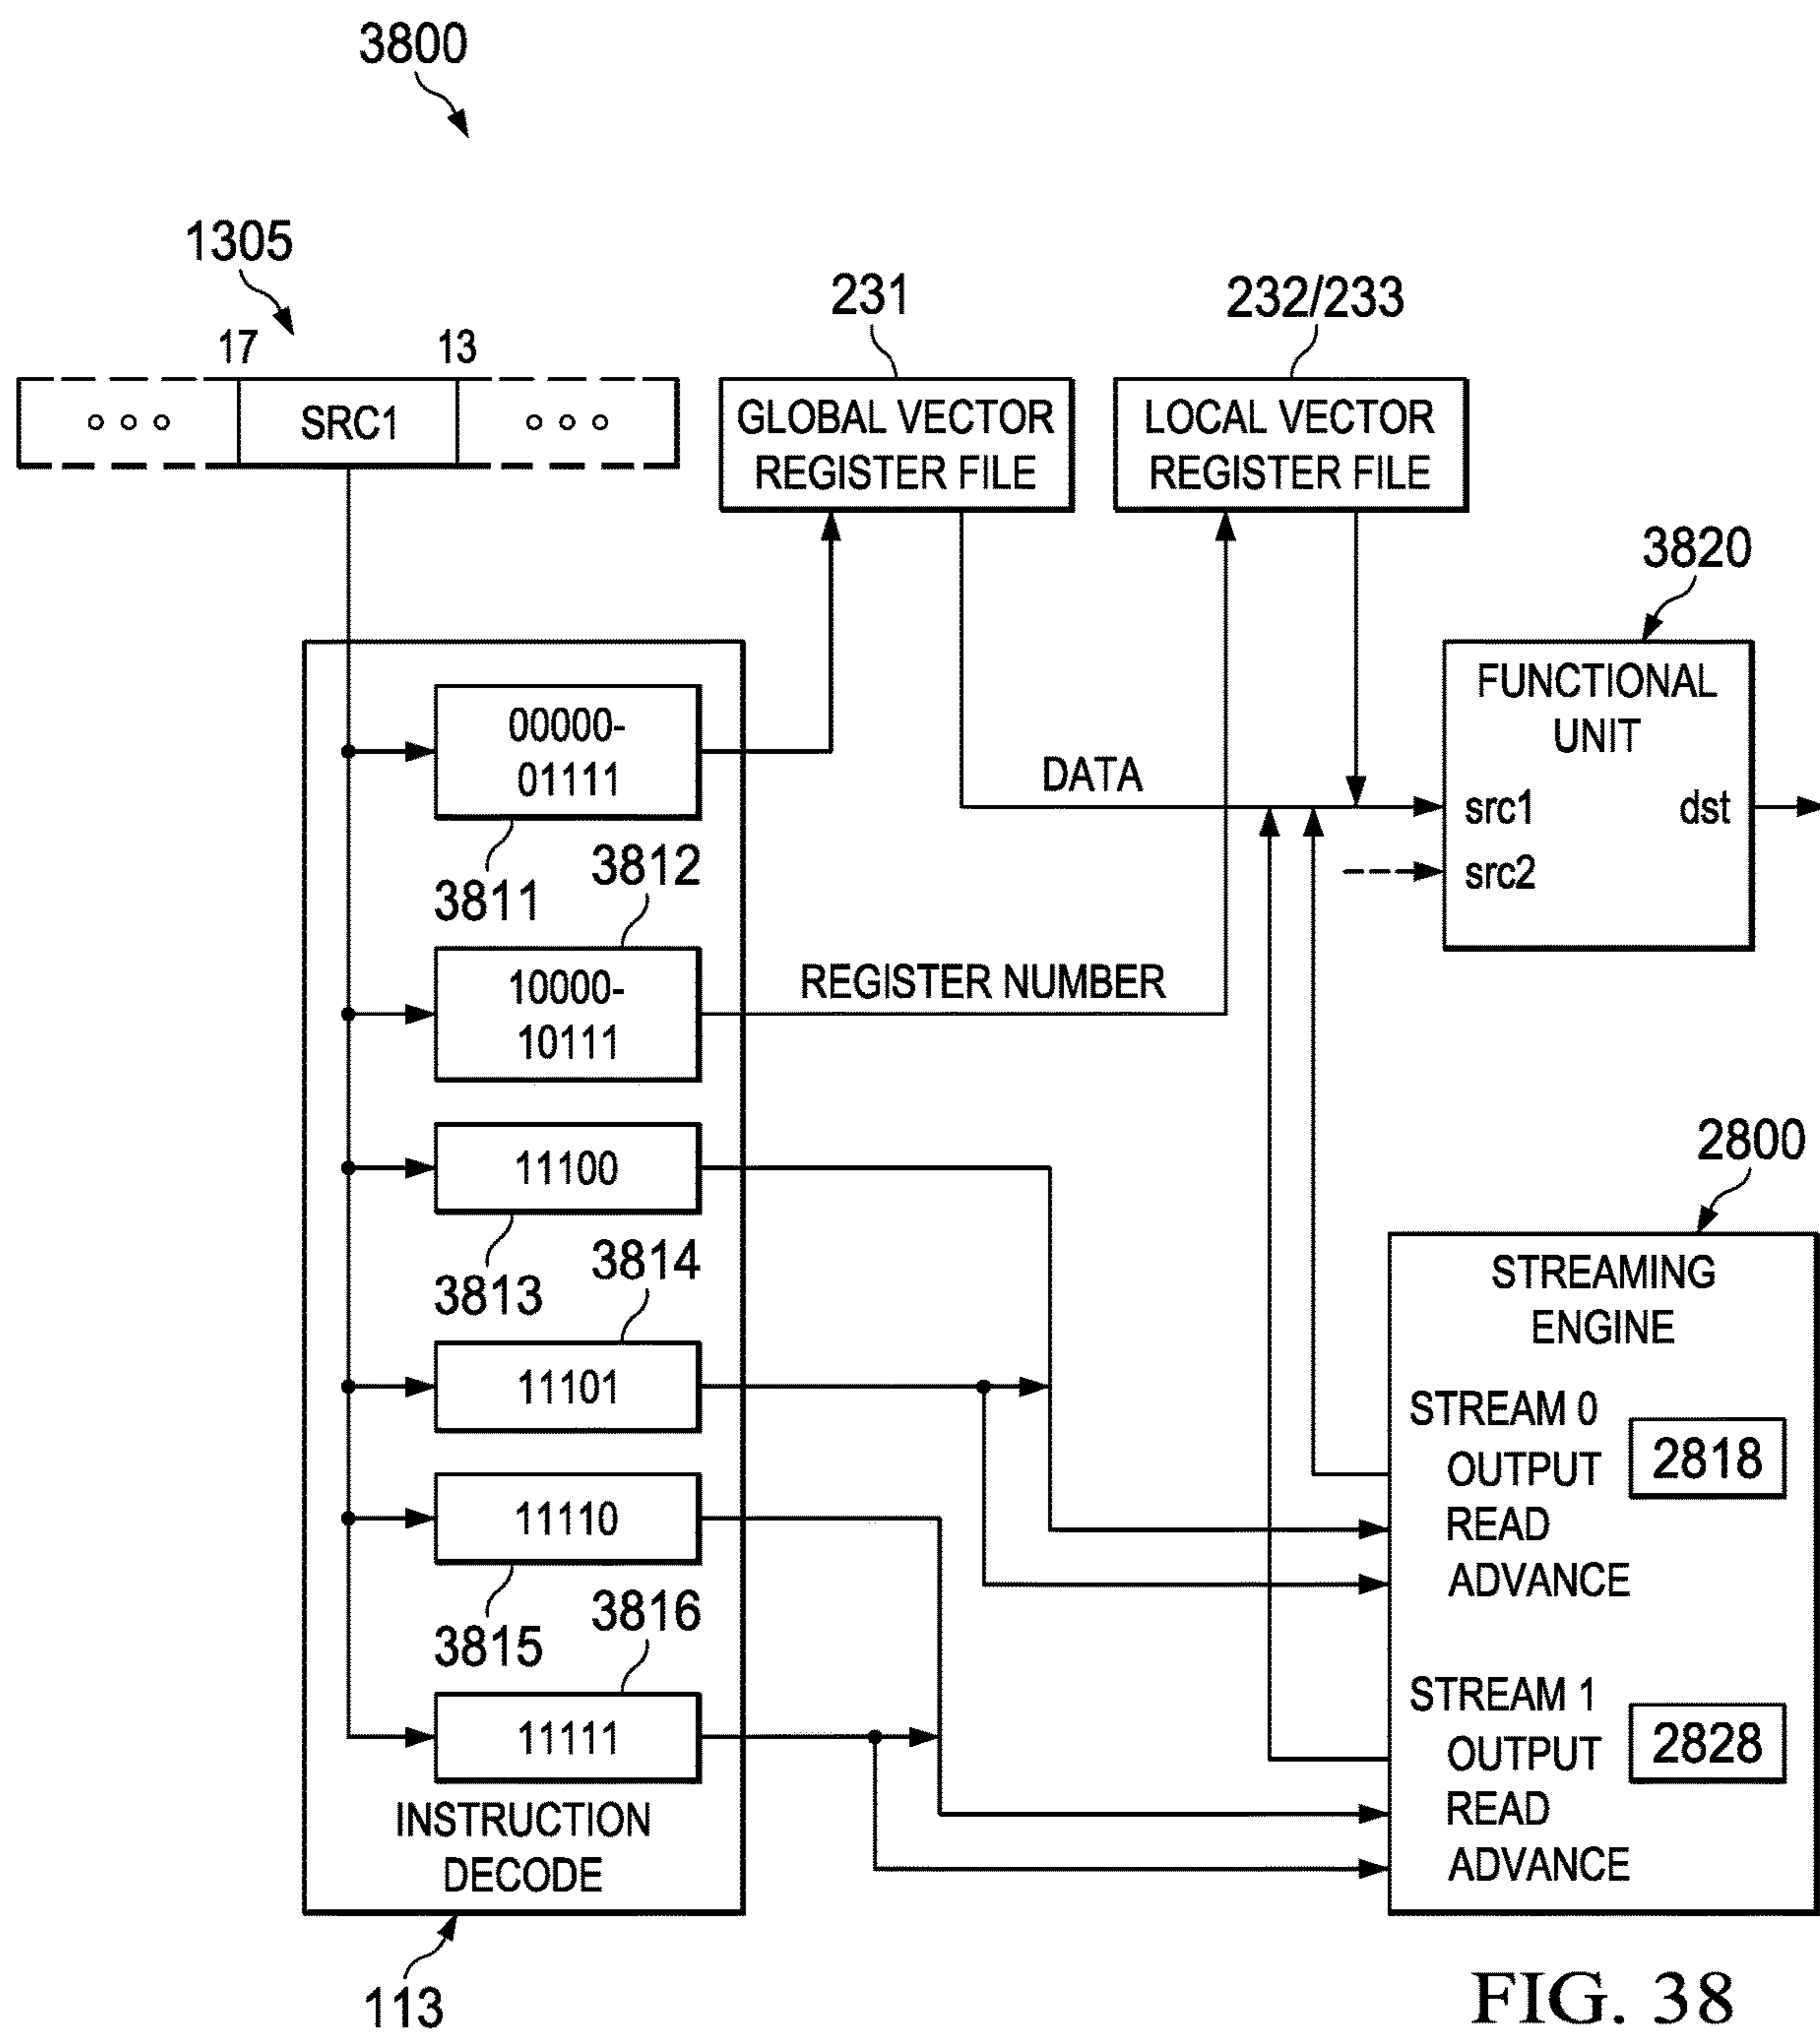 3800
1305
231
232/233
17
13
SRC1
GLOBAL VECTOR
REGISTER FILE
LOCAL VECTOR
REGISTER FILE
3820
FUNCTIONAL
UNIT
src1
dst
src2
DATA
00000-
01111
3811
3812
10000-
10111
REGISTER NUMBER
11100
3813
3814
11101
11110
3815
3816
11111
INSTRUCTION
DECODE
113
2800
STREAMING
ENGINE
STREAM 0
OUTPUT
2818
READ
ADVANCE
STREAM 1
OUTPUT
2828
READ
ADVANCE
FIG. 38